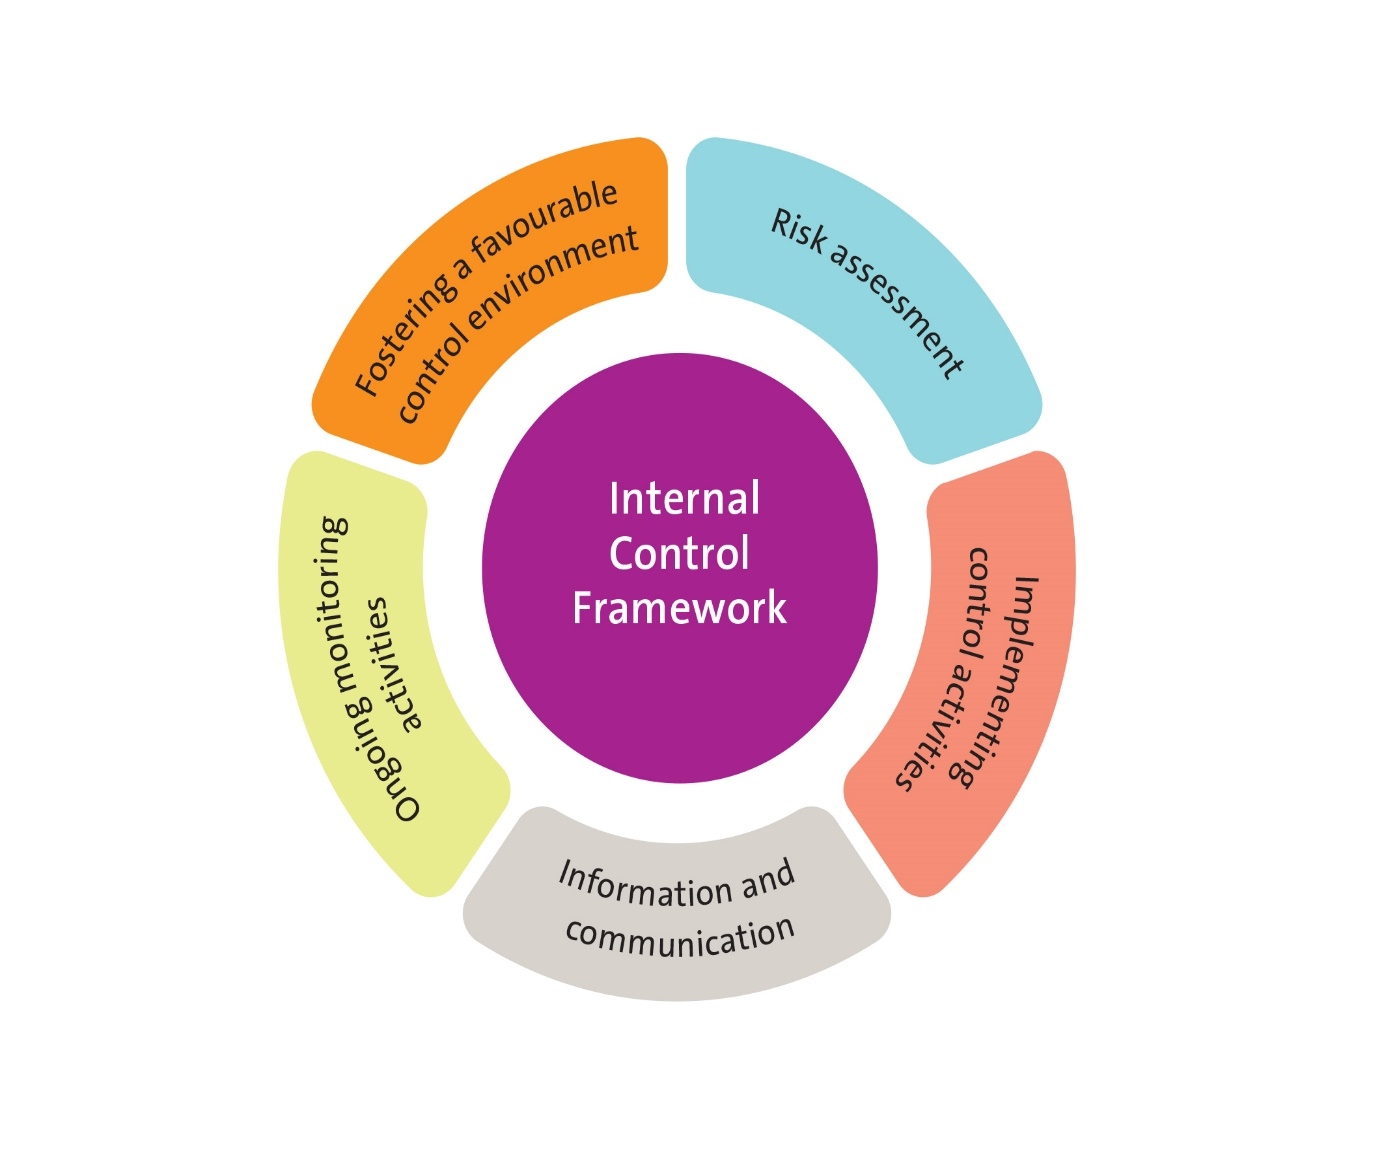 Fostering a favourable
control environment
Risk assessment
Internal
Control
Framework
Implementing
control activities
Information and
communication
Ongoing monitoring
activities